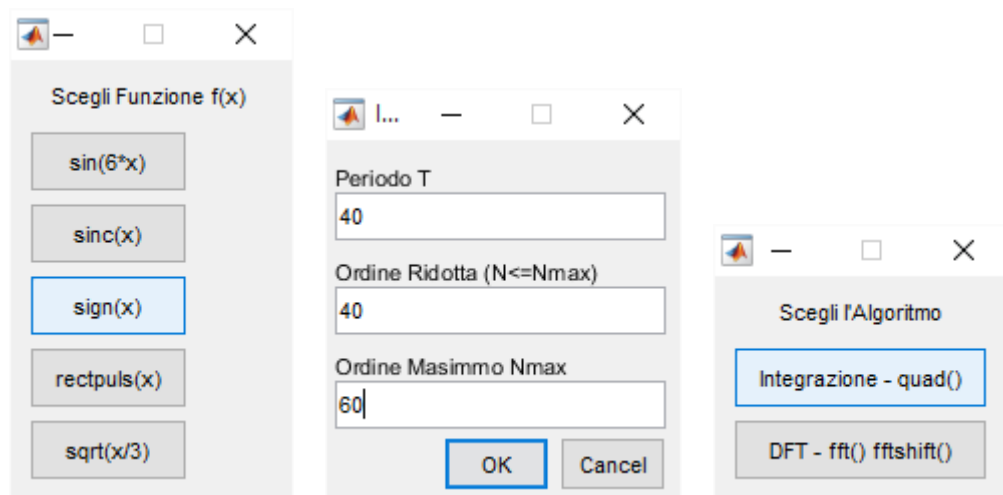 Scegli Funzione f(x)
sin(6*x)
sinc(x)
sign(x)
rectpuls(x)
sqrt(x/3)
I...
Periodo T
40
Ordine Ridotta (N<=Nmax)
40
Ordine Masimmo Nmax
60
OK Cancel
Scegli l'Algoritmo
Integrazione - quad()
DFT - fft() fftshift()